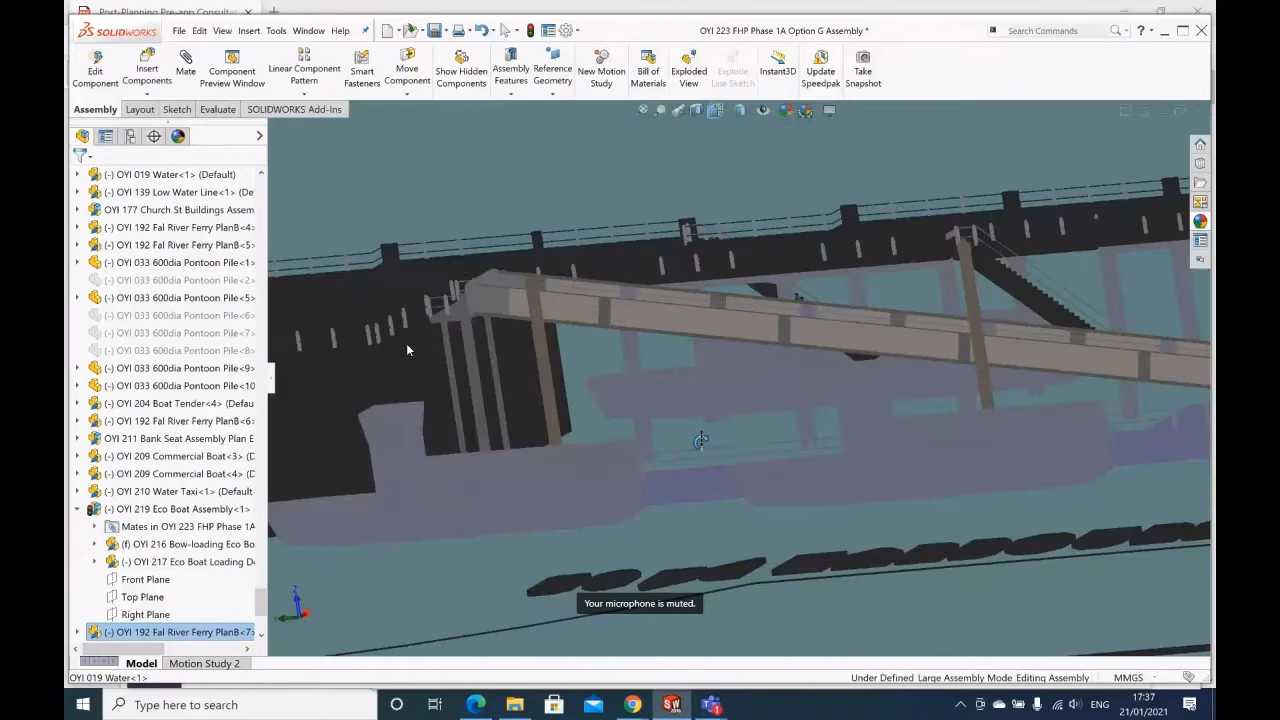 Post-Planning Pre-app Consulta
SOLIDWORKS File Edit View Insert Tools Window Help OYI 223 FHP Phase 1A Option G Assembly * Search Commands
Edit Component
Insert Components
Mate
Component Preview Window
Linear Component Pattern
Smart Fasteners
Move Component
Show Hidden Components
Assembly Features
Reference Geometry
New Motion Study
Bill of Materials
Exploded View
Explode Line Sketch
Instant3D
Update Speedpak
Take Snapshot
Assembly Layout Sketch Evaluate SOLIDWORKS Add-Ins
(-) OYI 019 Water<1> (Default)
(-) OYI 139 Low Water Line<1> (De
OYI 177 Church St Buildings Assem
(-) OYI 192 Fal River Ferry PlanB<4>
(-) OYI 192 Fal River Ferry PlanB<5>
(-) OYI 033 600dia Pontoon Pile<1>
(-) OYI 033 600dia Pontoon Pile<2>
(-) OYI 033 600dia Pontoon Pile<5>
(-) OYI 033 600dia Pontoon Pile<6>
(-) OYI 033 600dia Pontoon Pile<7>
(-) OYI 033 600dia Pontoon Pile<8>
(-) OYI 033 600dia Pontoon Pile<9>
(-) OYI 033 600dia Pontoon Pile<10
(-) OYI 204 Boat Tender<4> (Default
(-) OYI 192 Fal River Ferry PlanB<6>
OYI 211 Bank Seat Assembly Plan E
(-) OYI 209 Commercial Boat<3> (D
(-) OYI 209 Commercial Boat<4> (D
(-) OYI 210 Water Taxi<1> (Default
OYI 219 Eco Boat Assembly<1>
Mates in OYI 223 FHP Phase 1A
(f) OYI 216 Bow-loading Eco Bo
(-) OYI 217 Eco Boat Loading De
Front Plane
Top Plane
Right Plane
(-) OYI 192 Fal River Ferry PlanB<7>
Your microphone is muted.
Model Motion Study 2
OYI 019 Water<1> Under Defined Large Assembly Mode Editing Assembly MMGS
Type here to search
ENG
17:37
21/01/2021